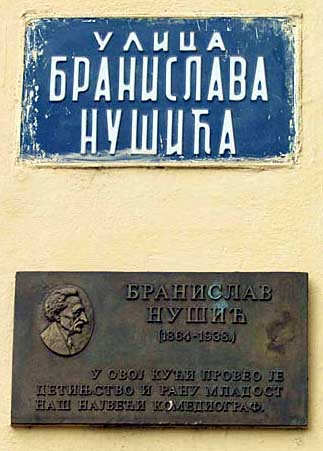 УЛИЦА
БРАНИСЛАВА
НУШИЋА
БРАНИСЛАВ
НУШИЋ
(1864-1938.)
У ОВОЈ КУЋИ ПРОВЕО ЈЕ
ДЕТИЊСТВО И РАНУ МЛАДОСТ
НАШ НАЈВЕЋИ КОМЕДИОГРАФ.